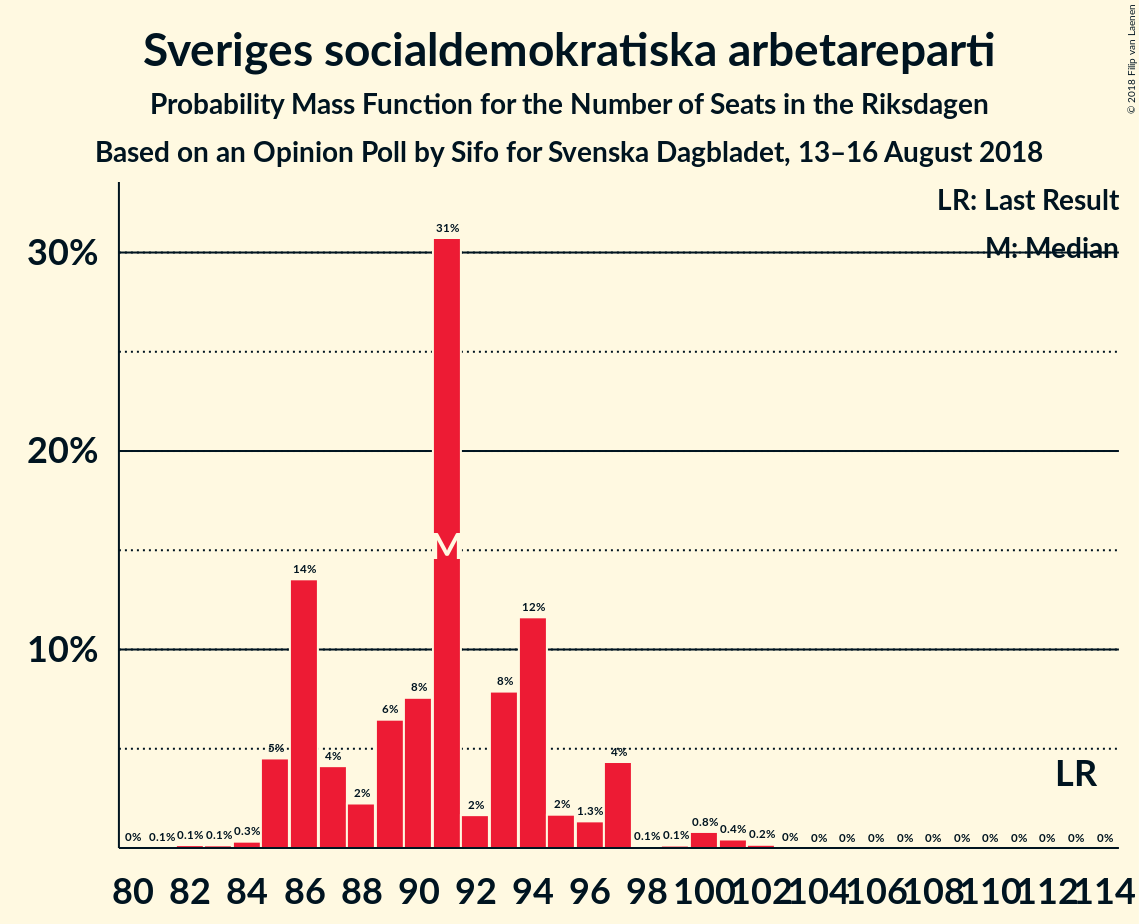 Sveriges socialdemokratiska arbetareparti
Probability Mass Function for the Number of Seats in the Riksdagen
Based on an Opinion Poll by Sifo for Svenska Dagbladet, 13–16 August 2018
© 2018 Filip van Laenen
LR: Last Result
M: Median
30%
20%
10%
31%
M
14%
12%
8%
8%
6%
5%
4%
4%
2%
2%
2%
1.3%
0% 0.1% 0.1% 0.1% 0.3%
0.1% 0.1% 0.8% 0.4% 0.2% 0% 0% 0% 0% 0% 0% 0% 0% 0% 0% 0% 0%
LR
80 82 84 86 88 90 92 94 96 98 100 102 104 106 108 110 112 114